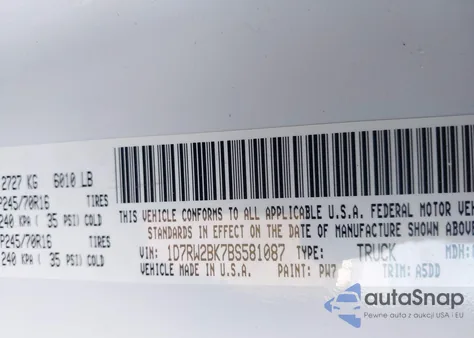 2727 KG 6010 LB
P245/70R16 TIRES
240 KPA ( 35 PSI) COLD
P245/70R16 TIRES
240 KPA ( 35 PSI) COLD
THIS VEHICLE CONFORMS TO ALL APPLICABLE U.S.A. FEDERAL MOTOR
STANDARDS IN EFFECT ON THE DATE OF MANUFACTURE SHOWN ABOVE
VIN: 1D7RW2BK7BS581087 TYPE: TRUCK MDH:
VEHICLE MADE IN U.S.A. PAINT: PW7 TRIM: A5DD
autoSnap
Pewne auta z aukcji USA i EU